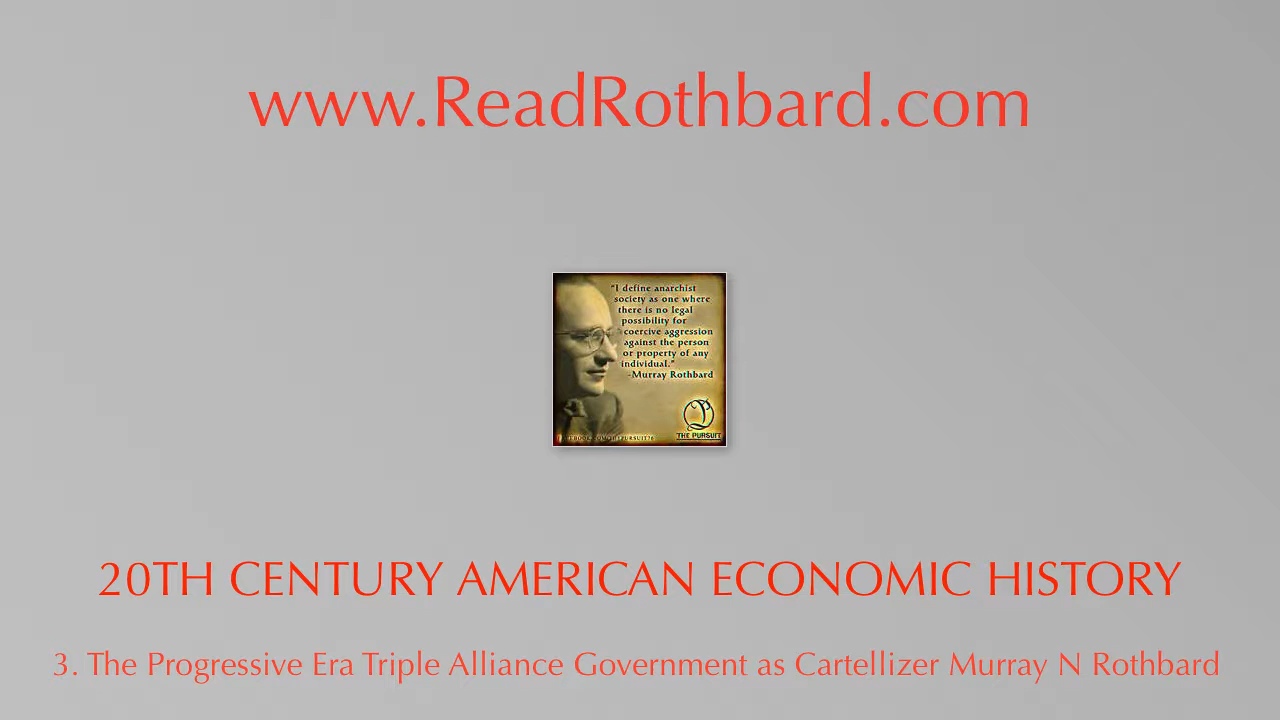 www.ReadRothbard.com
"I define anarchist
society as one where
there is no legal
possibility for
coercive aggression
against the person
or property of any
individual."
-Murray Rothbard
THE PURSUIT
20TH CENTURY AMERICAN ECONOMIC HISTORY
3. The Progressive Era Triple Alliance Government as Cartellizer Murray N Rothbard